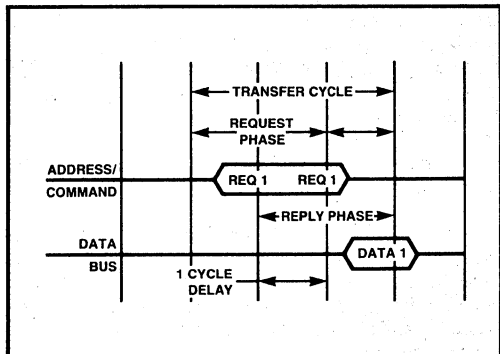 TRANSFER CYCLE
REQUEST
PHASE
ADDRESS/
COMMAND
REQ 1 REQ 1
REPLY PHASE
DATA
BUS
DATA 1
1 CYCLE
DELAY